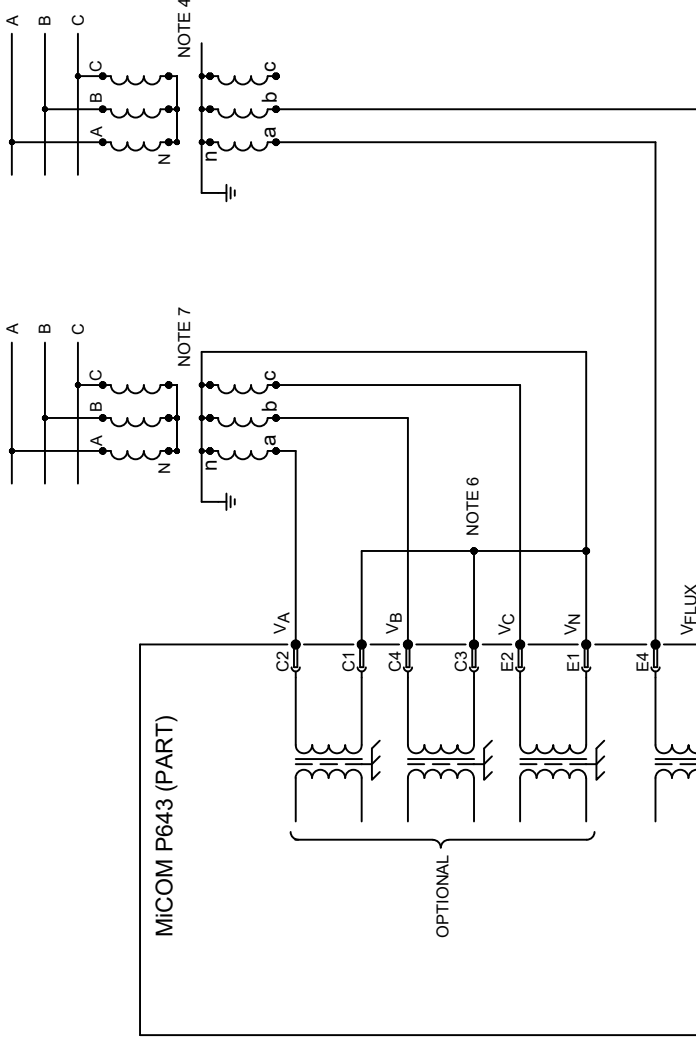 A
B
C
A
B
C
N
NOTE 4
n
a
b
c
A
B
C
A
B
C
N
NOTE 7
n
a
b
c
MiCOM P643 (PART)
OPTIONAL
NOTE 6
C2
VA
C1
C4
VB
C3
E2
VC
E1
VN
E4
VFLUX